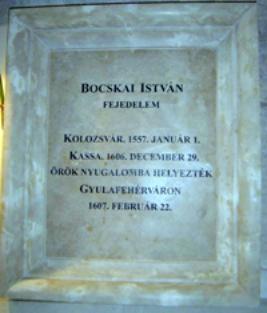 BOCSKAI ISTVÁN
FEJEDELEM
KOLOZSVÁR, 1557. JANUÁR 1.
KASSA, 1606. DECEMBER 29.
ÖRÖK NYUGALOMBA HELYEZTÉK
GYULAFEHÉRVÁRON
1607. FEBRUÁR 22.